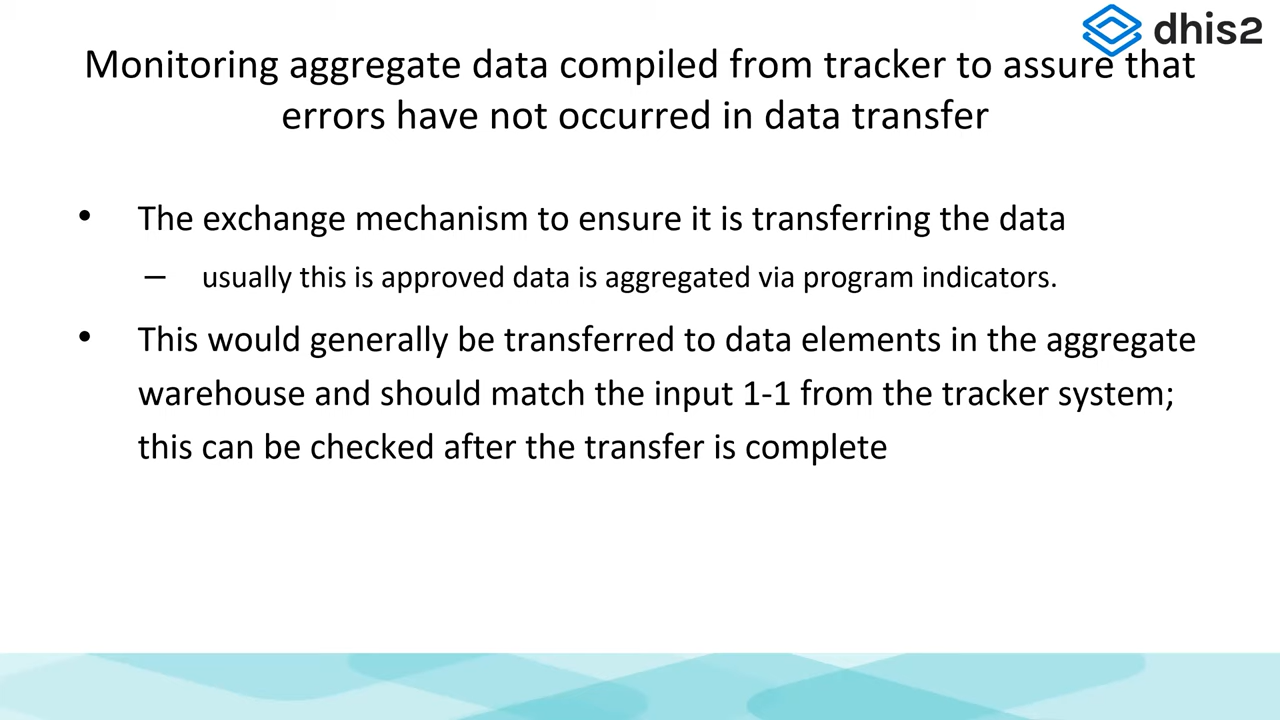 dhis2
Monitoring aggregate data compiled from tracker to assure that
errors have not occurred in data transfer
• The exchange mechanism to ensure it is transferring the data
– usually this is approved data is aggregated via program indicators.
• This would generally be transferred to data elements in the aggregate
warehouse and should match the input 1-1 from the tracker system;
this can be checked after the transfer is complete